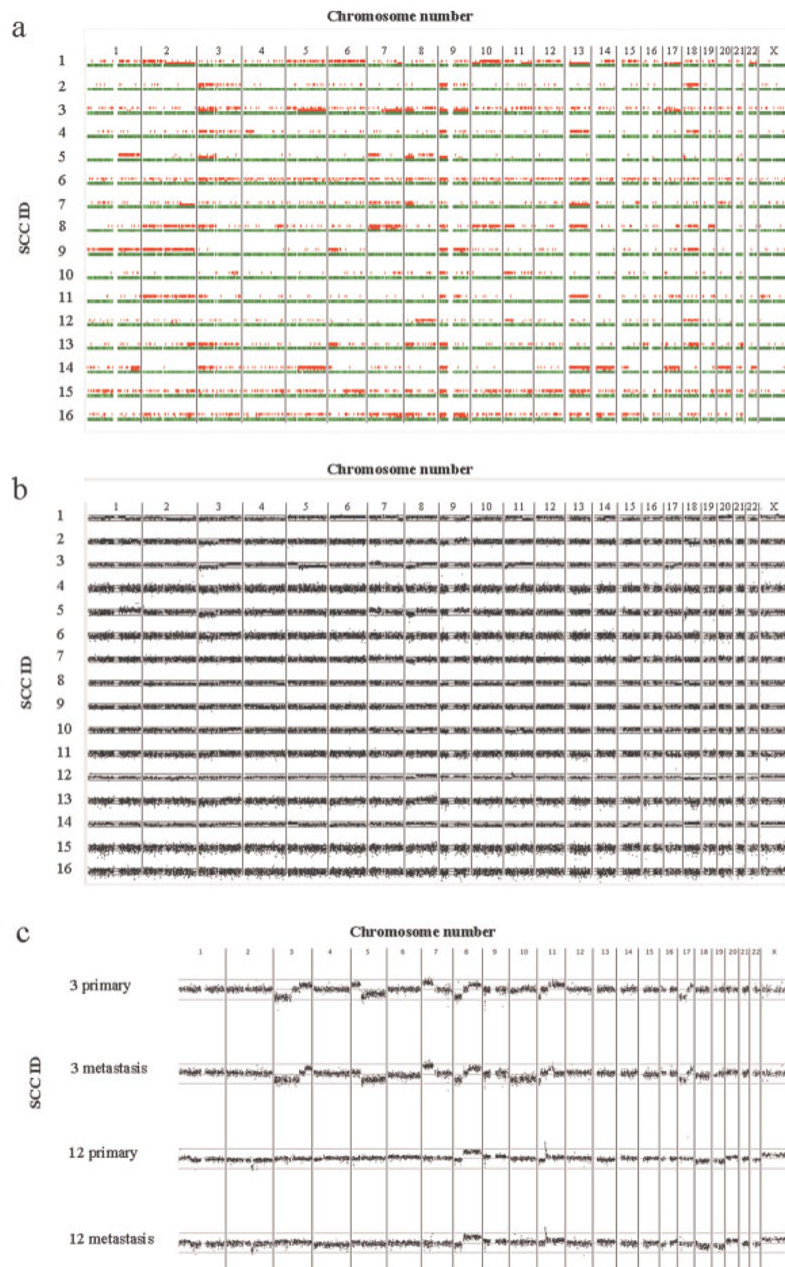 a
Chromosome number
1 2 3 4 5 6 7 8 9 10 11 12 13 14 15 16 17 18 19 20 21 22 X
SCC ID
1
2
3
4
5
6
7
8
9
10
11
12
13
14
15
16
b
Chromosome number
1 2 3 4 5 6 7 8 9 10 11 12 13 14 15 16 17 18 19 20 21 22 X
SCC ID
1
2
3
4
5
6
7
8
9
10
11
12
13
14
15
16
c
Chromosome number
1 2 3 4 5 6 7 8 9 10 11 12 13 14 15 16 17 18 19 20 21 22 X
SCC ID
3 primary
3 metastasis
12 primary
12 metastasis